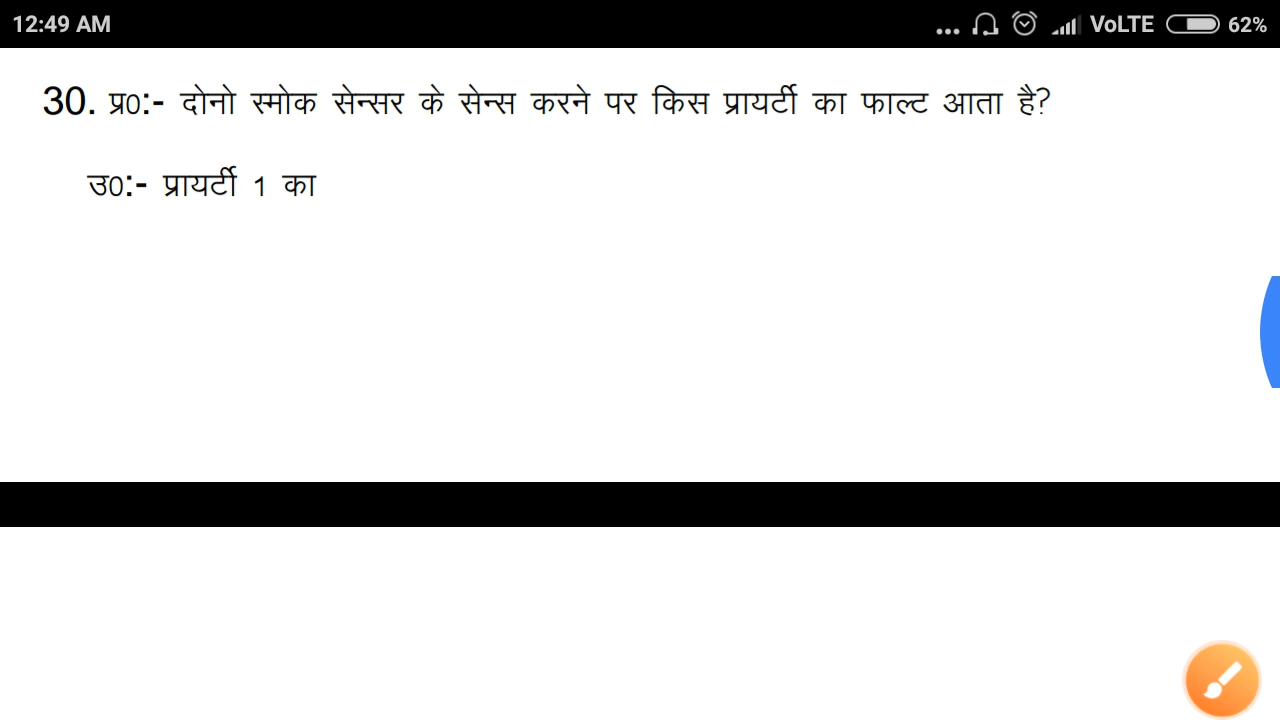 12:49 AM ... VoLTE 62%
30. प्र0:- दोनो स्मोक सेन्सर के सेन्स करने पर किस प्रायर्टी का फाल्ट आता है?
उ0:- प्रायर्टी 1 का